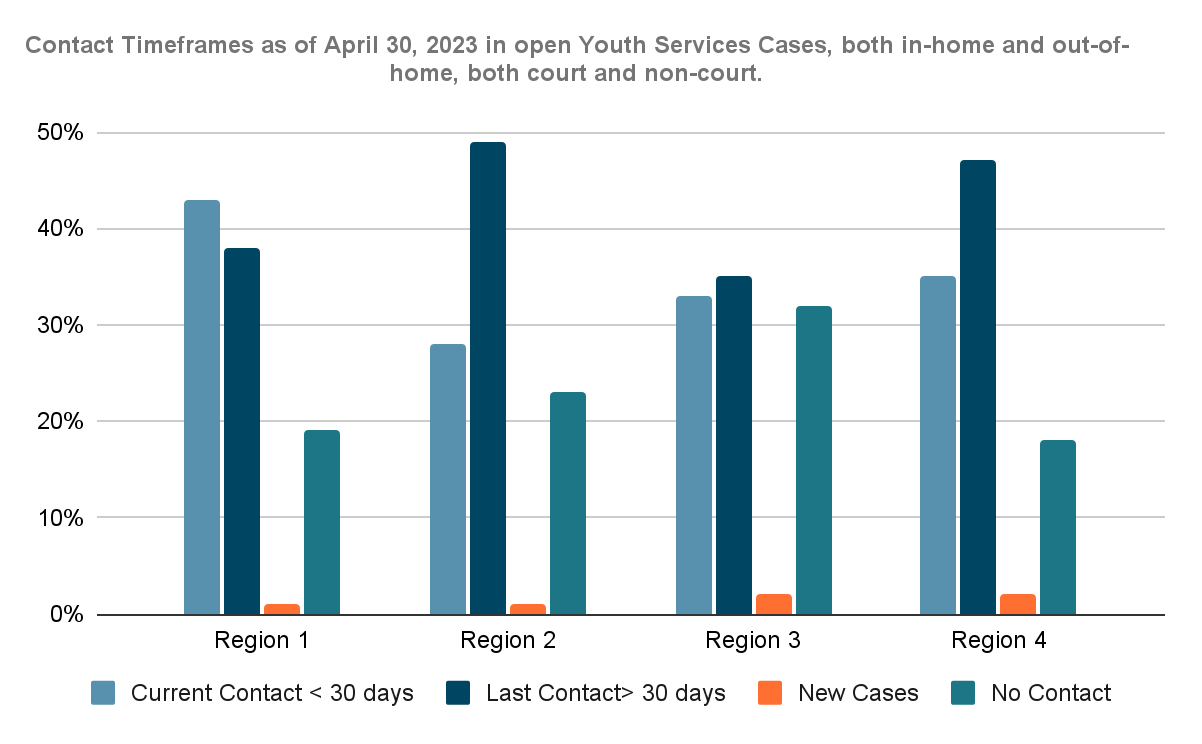 Contact Timeframes as of April 30, 2023 in open Youth Services Cases, both in-home and out-of-
home, both court and non-court.
50%
40%
30%
20%
10%
0%
Region 1 Region 2 Region 3 Region 4
Current Contact < 30 days Last Contact> 30 days New Cases No Contact